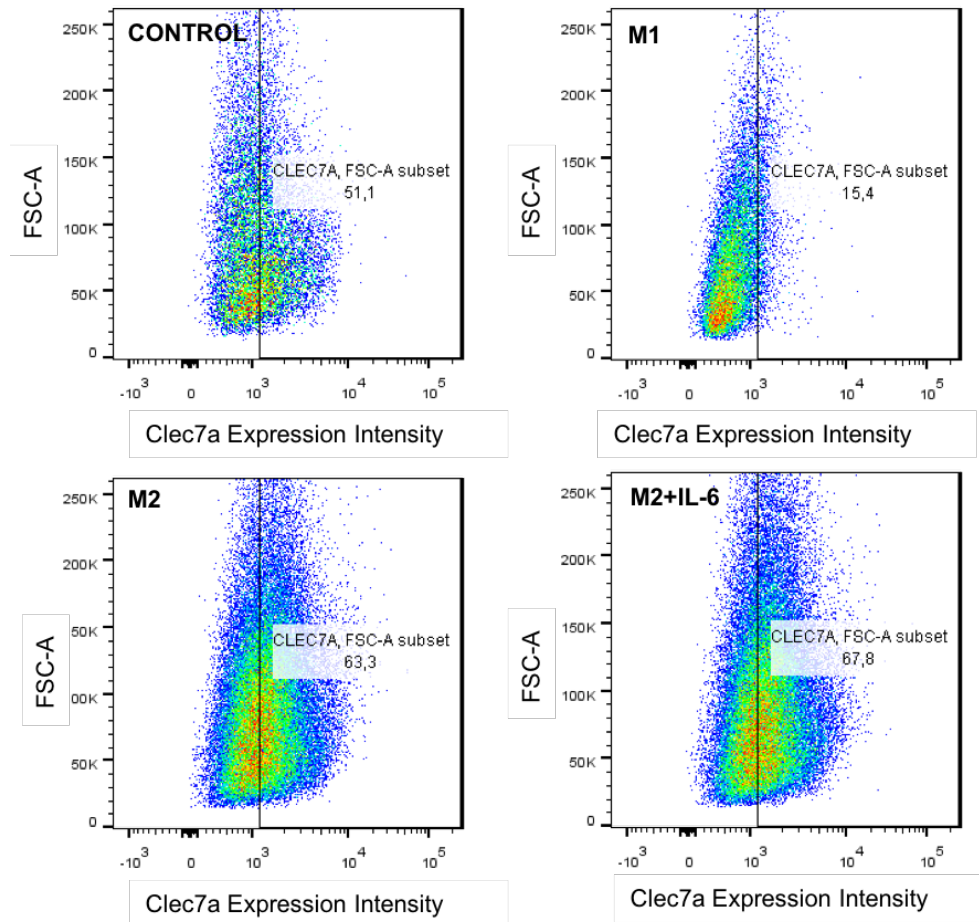 CONTROL
250K
200K
150K
100K
50K
0
FSC-A
CLEC7A, FSC-A subset
51,1
-10³ 0 10³ 10⁴ 10⁵
Clec7a Expression Intensity
M1
250K
200K
150K
100K
50K
0
FSC-A
CLEC7A, FSC-A subset
15,4
-10³ 0 10³ 10⁴ 10⁵
Clec7a Expression Intensity
M2
250K
200K
50K
00K
50K
0
FSC-A
CLEC7A, FSC-A subset
63,3
-10³ 0 10³ 10⁴ 10⁵
Clec7a Expression Intensity
M2+IL-6
250K
200K
150K
100K
50K
0
FSC-A
CLEC7A, FSC-A subset
67,8
-10³ 0 10³ 10⁴ 10⁵
Clec7a Expression Intensity